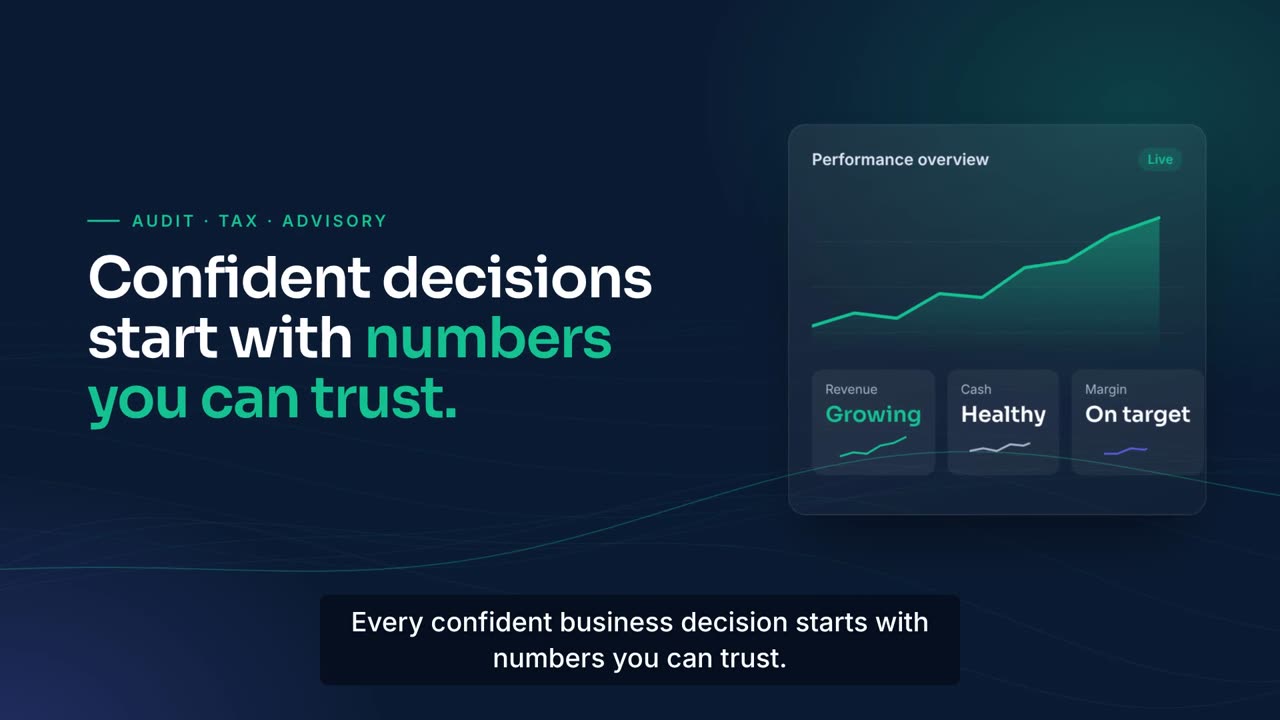 AUDIT · TAX · ADVISORY
Confident decisions
start with numbers
you can trust.
Performance overview
Live
Revenue
Growing
Cash
Healthy
Margin
On target
Every confident business decision starts with
numbers you can trust.